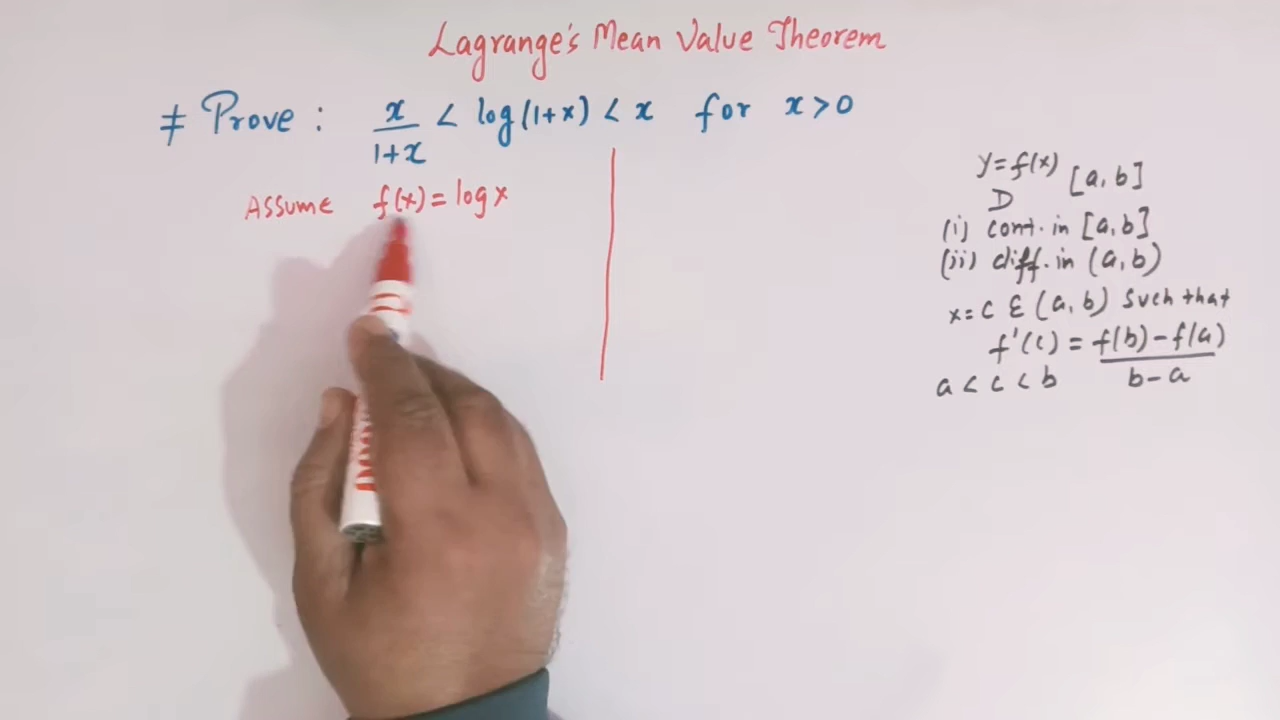 Lagrange's Mean Value Theorem
≠ Prove : x/1+x < log(1+x) < x for x>0
Assume f(x) = log x
y = f(x) [a, b]
D
(i) cont. in [a, b]
(ii) diff. in (a, b)
x = c ε (a, b) Such that
f'(c) = f(b) - f(a)/b - a
a < c < b